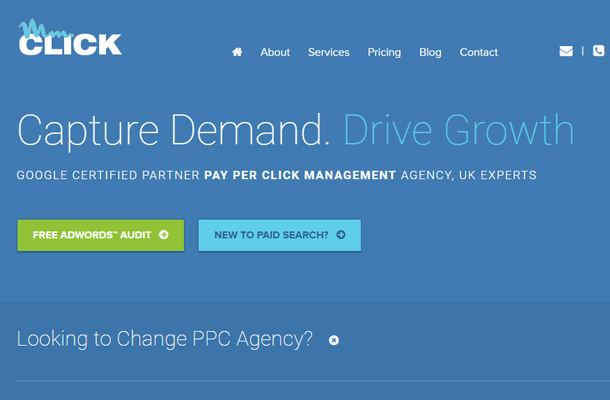 CLICK
About Services Pricing Blog Contact
|
Capture Demand. Drive Growth
GOOGLE CERTIFIED PARTNER PAY PER CLICK MANAGEMENT AGENCY, UK EXPERTS
FREE ADWORDS™ AUDIT
NEW TO PAID SEARCH?
Looking to Change PPC Agency?